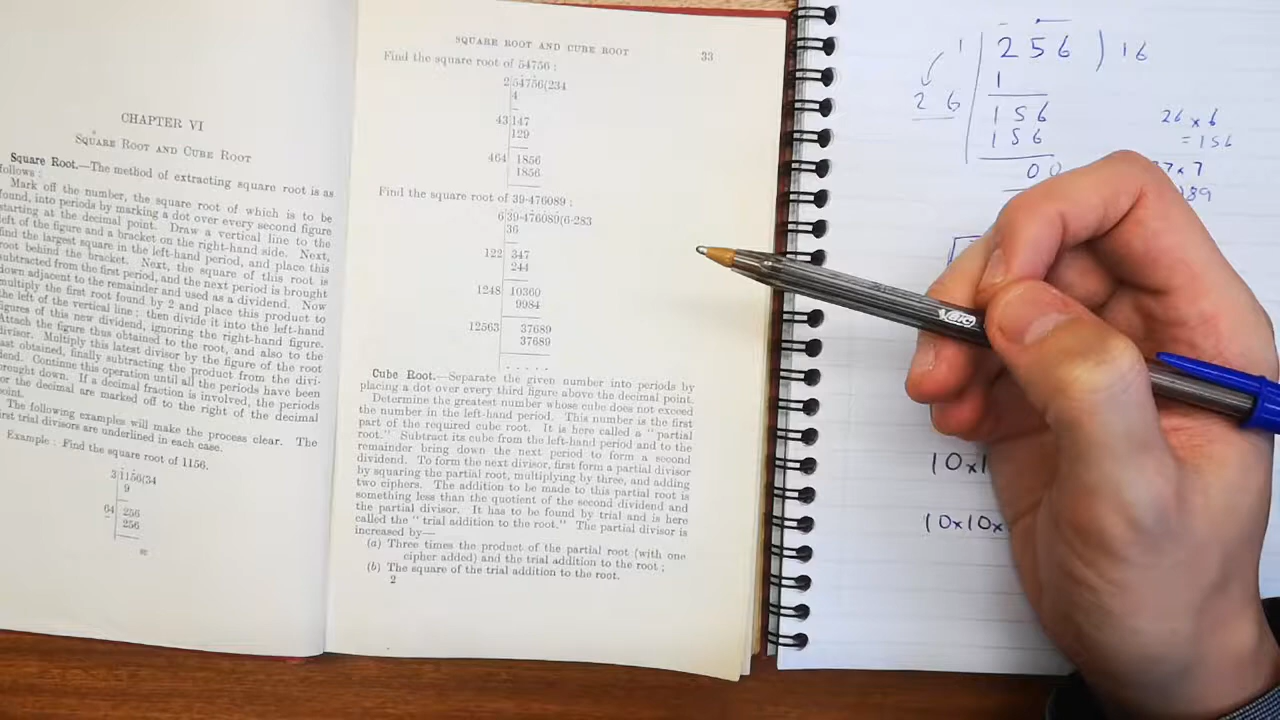 CHAPTER VI
SQUARE ROOT AND CUBE ROOT
Square Root.—The method of extracting square root is as
follows:
Mark off the number, the square root of which is to be
found, into periods by marking a dot over every second figure
starting at the decimal point. Draw a vertical line to the
left of the figure and a bracket on the right-hand side. Next,
find the largest square in the left-hand period, and place this
root behind the bracket. Next, the square of this root is
subtracted from the first period, and the next period is brought
down adjacent to the remainder and used as a dividend. Now
multiply the first root found by 2 and place this product to
the left of the vertical line; then divide it into the left-hand
figures of this new dividend, ignoring the right-hand figure.
Attach the figure thus obtained to the root, and also to the
divisor. Multiply this latest divisor by the figure of the root
last obtained, finally subtracting the product from the divi-
dend. Continue this operation until all the periods have been
brought down. If a decimal fraction is involved, the periods
for the decimal are marked off to the right of the decimal
point.
The following examples will make the process clear. The
first trial divisors are underlined in each case.
Example: Find the square root of 1156.
3|1156(34
9
64|256
256
SQUARE ROOT AND CUBE ROOT 33
Find the square root of 54756:
2|54756(234
4
43|147
129
464|1856
1856
Find the square root of 39·476089:
6|39·476089(6·283
36
122|347
244
1248|10360
9984
12563|37689
37689
Cube Root.—Separate the given number into periods by
placing a dot over every third figure above the decimal point.
Determine the greatest number whose cube does not exceed
the number in the left-hand period. This number is the first
part of the required cube root. It is here called a "partial
root." Subtract its cube from the left-hand period and to the
remainder bring down the next period to form a second
dividend. To form the next divisor, first form a partial divisor
by squaring the partial root, multiplying by three, and adding
two ciphers. The addition to be made to this partial root is
something less than the quotient of the second dividend and
the partial divisor. It has to be found by trial and is here
called the "trial addition to the root." The partial divisor is
increased by—
(a) Three times the product of the partial root (with one
cipher added) and the trial addition to the root;
(b) The square of the trial addition to the root.
2
1 | 256 ) 16
1
26 156
156
00
26 x 6
= 156
7 x 7
89
10x1
10x10x
BIC